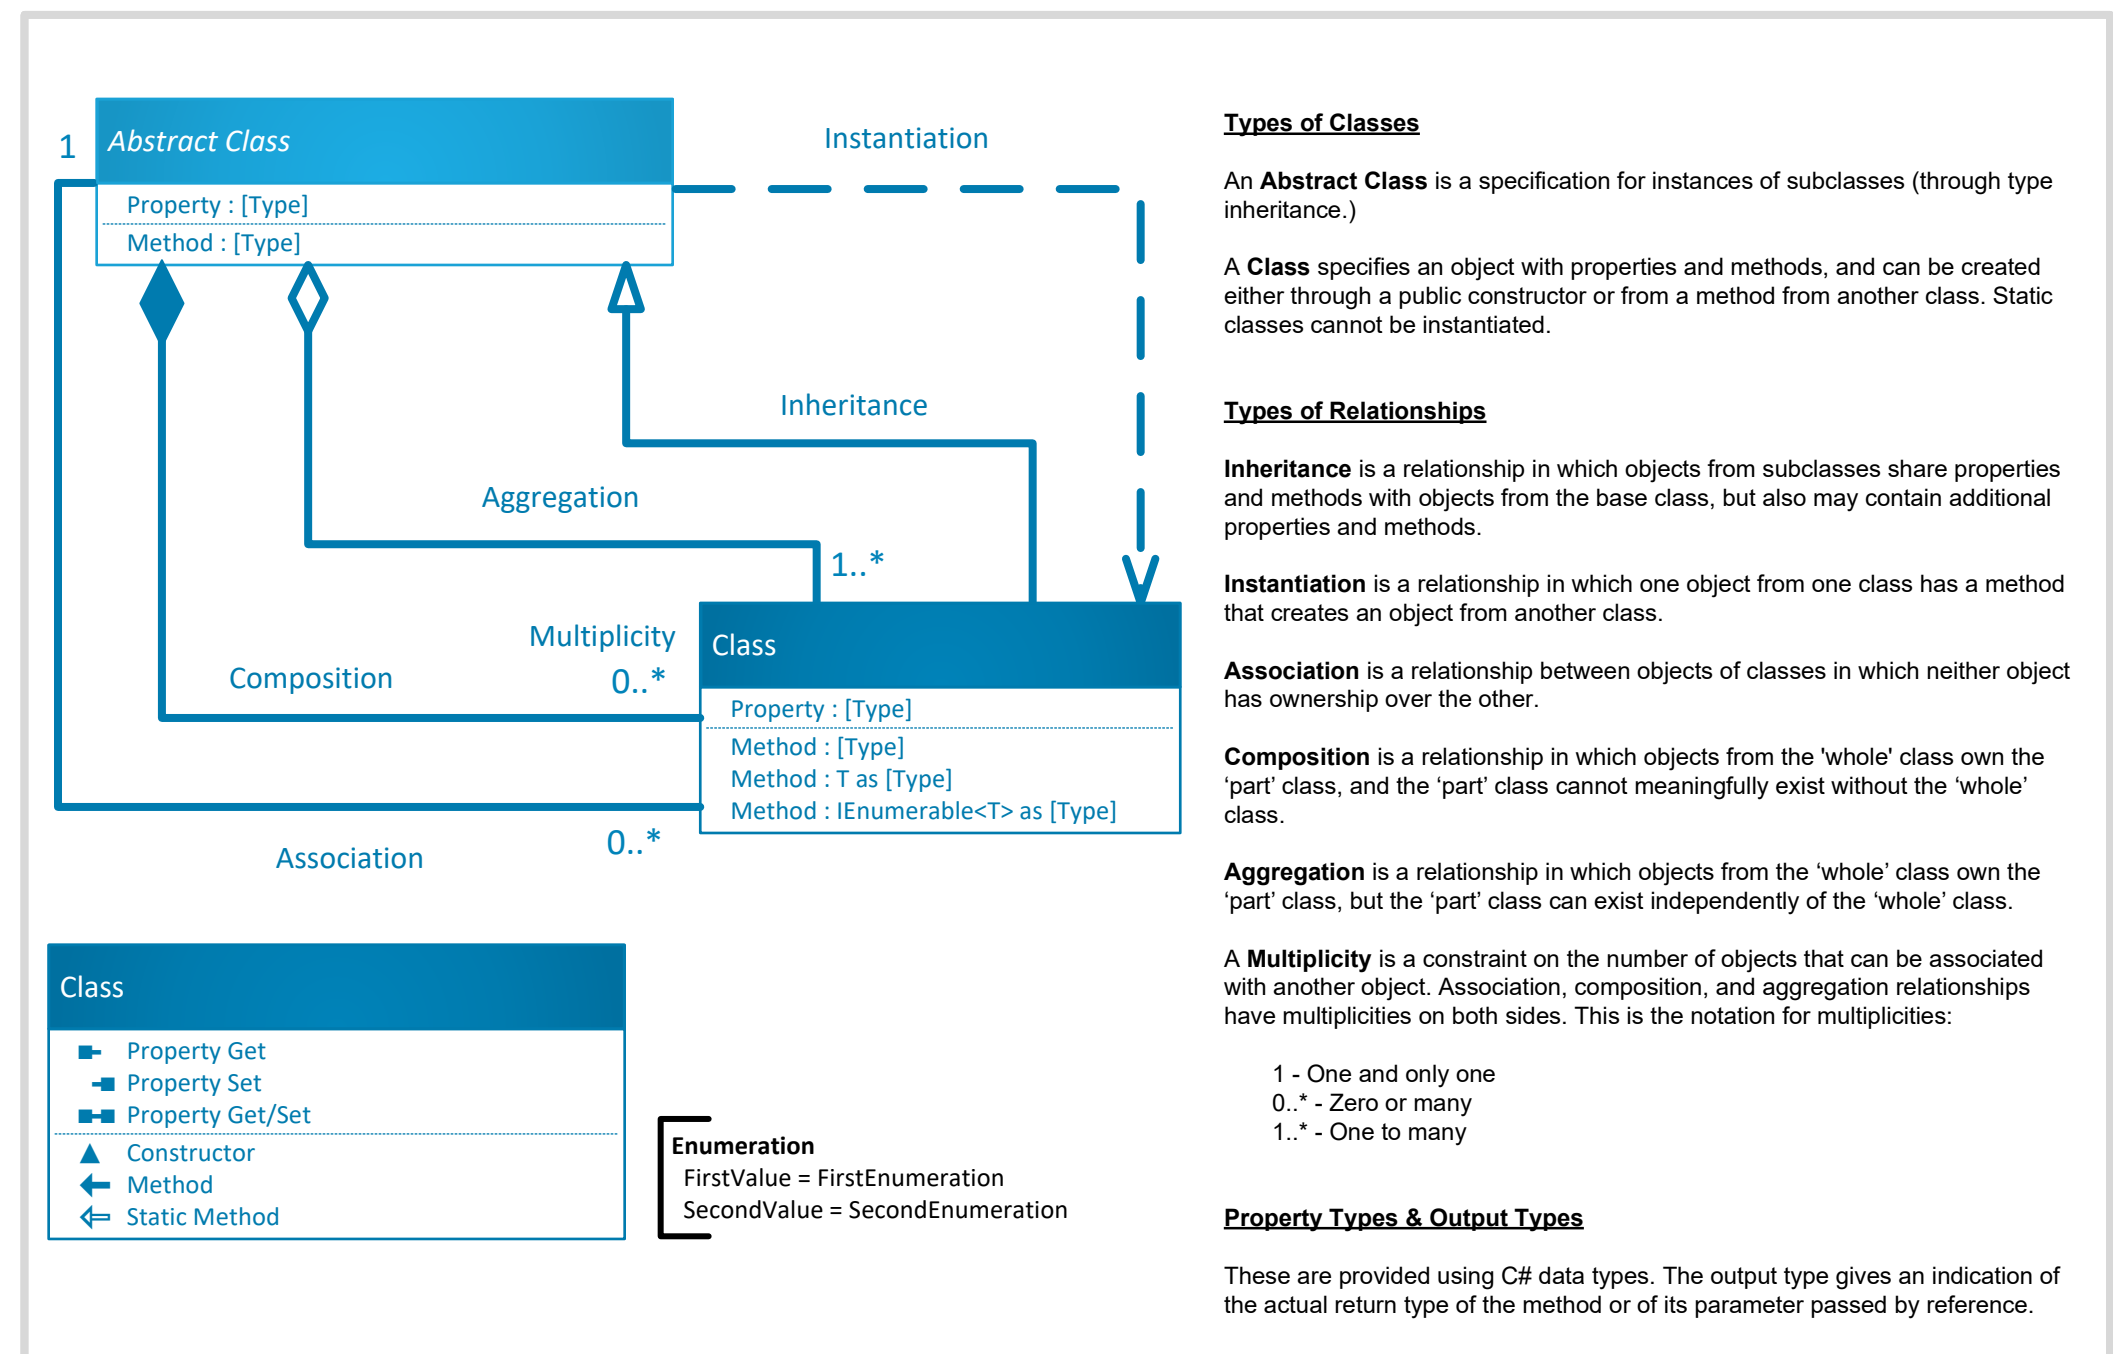 1
Abstract Class
Property : [Type]
Method : [Type]
Instantiation
Inheritance
Aggregation
1..*
Multiplicity
0..*
Composition
Class
Property : [Type]
Method : [Type]
Method : T as [Type]
Method : IEnumerable<T> as [Type]
0..*
Association
Class
Property Get
Property Set
Property Get/Set
Constructor
Method
Static Method
Enumeration
FirstValue = FirstEnumeration
SecondValue = SecondEnumeration
Types of Classes
An Abstract Class is a specification for instances of subclasses (through type
inheritance.)
A Class specifies an object with properties and methods, and can be created
either through a public constructor or from a method from another class. Static
classes cannot be instantiated.
Types of Relationships
Inheritance is a relationship in which objects from subclasses share properties
and methods with objects from the base class, but also may contain additional
properties and methods.
Instantiation is a relationship in which one object from one class has a method
that creates an object from another class.
Association is a relationship between objects of classes in which neither object
has ownership over the other.
Composition is a relationship in which objects from the 'whole' class own the
‘part’ class, and the ‘part’ class cannot meaningfully exist without the ‘whole’
class.
Aggregation is a relationship in which objects from the ‘whole’ class own the
‘part’ class, but the ‘part’ class can exist independently of the ‘whole’ class.
A Multiplicity is a constraint on the number of objects that can be associated
with another object. Association, composition, and aggregation relationships
have multiplicities on both sides. This is the notation for multiplicities:
1 - One and only one
0..* - Zero or many
1..* - One to many
Property Types & Output Types
These are provided using C# data types. The output type gives an indication of
the actual return type of the method or of its parameter passed by reference.